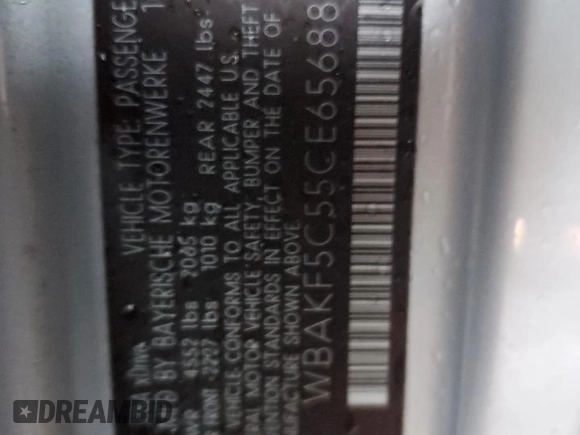 VEHICLE TYPE: PASSENGE
BY BAYERISCHE MOTORENWERKE
4552 lbs 2065 kg
2227 lbs 1010 kg REAR 2447 lbs
VEHICLE CONFORMS TO ALL APPLICABLE U.S.
MOTOR VEHICLE SAFETY, BUMPER AND THEFT
STANDARDS IN EFFECT ON THE DATE OF
SHOWN ABOVE.
WBAKF5C55CE65688
DREAMBID